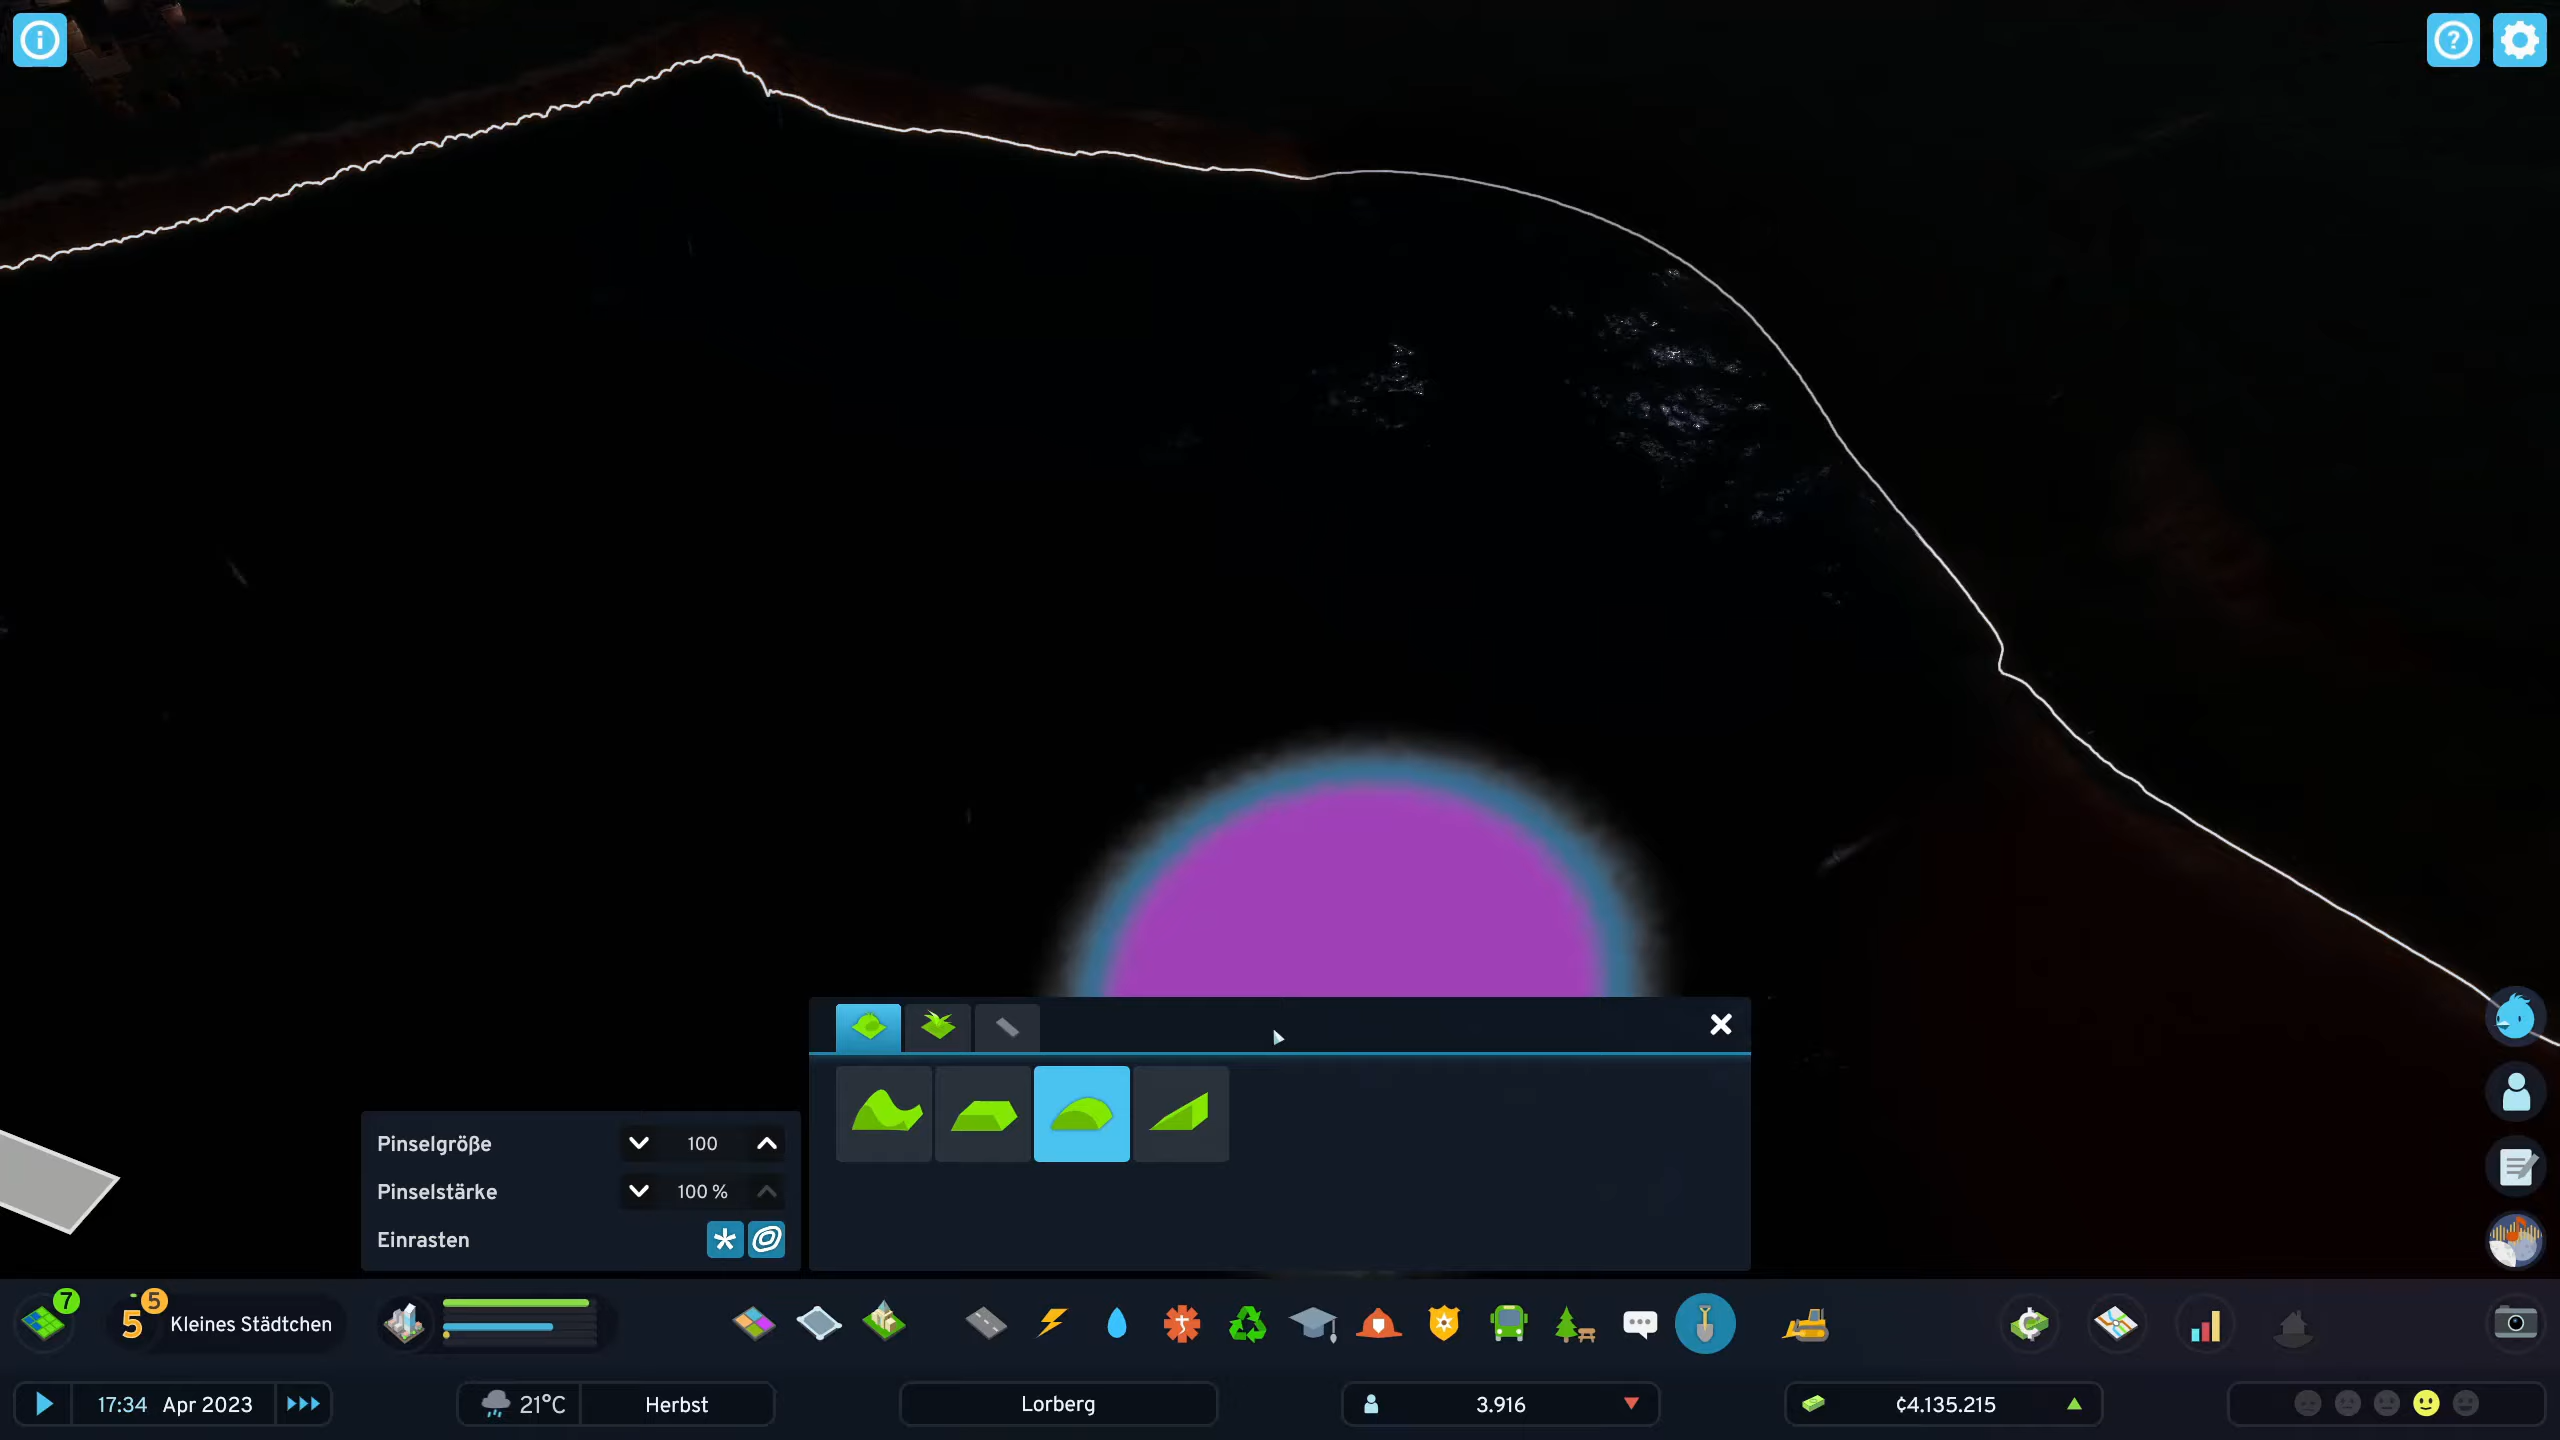 Pinselgröße 100
Pinselstärke 100 %
Einrasten
7
5 5 Kleines Städtchen
17:34 Apr 2023
21°C Herbst
Lorberg
3.916
¢4.135.215